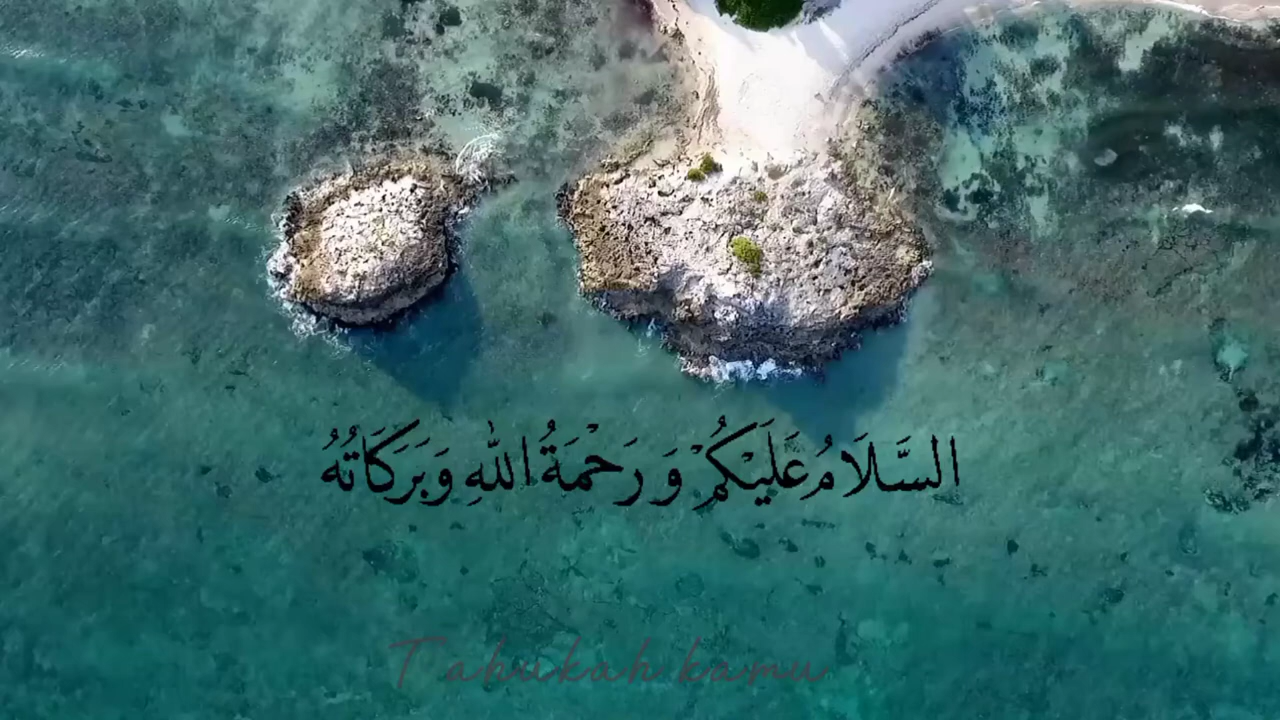 السَّلَامُ عَلَيْكُمْ وَ رَحْمَةُ اللهِ وَبَرَكَاتُهُ
Tahukah kamu